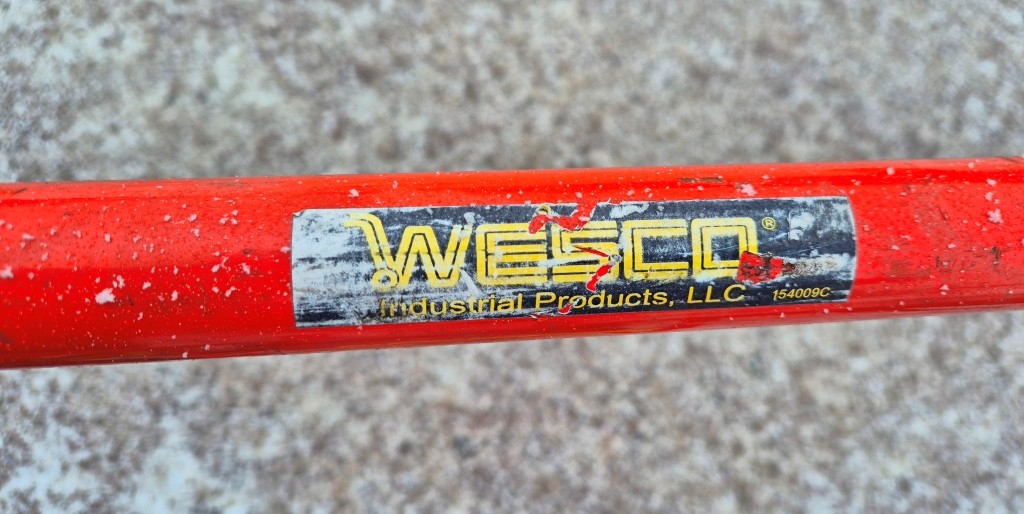 WESCO®
Industrial Products, LLC 154009C